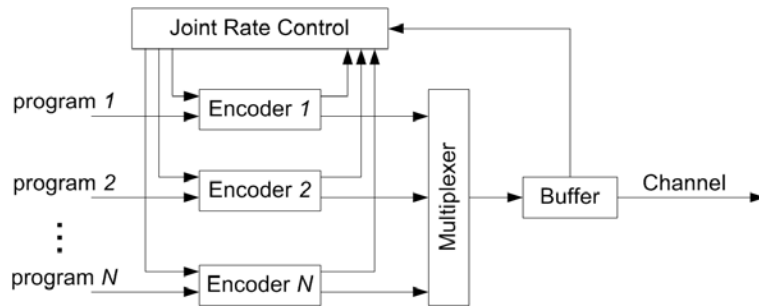 Joint Rate Control
program 1
Encoder 1
program 2
Encoder 2
Multiplexer
Buffer
Channel
program N
Encoder N